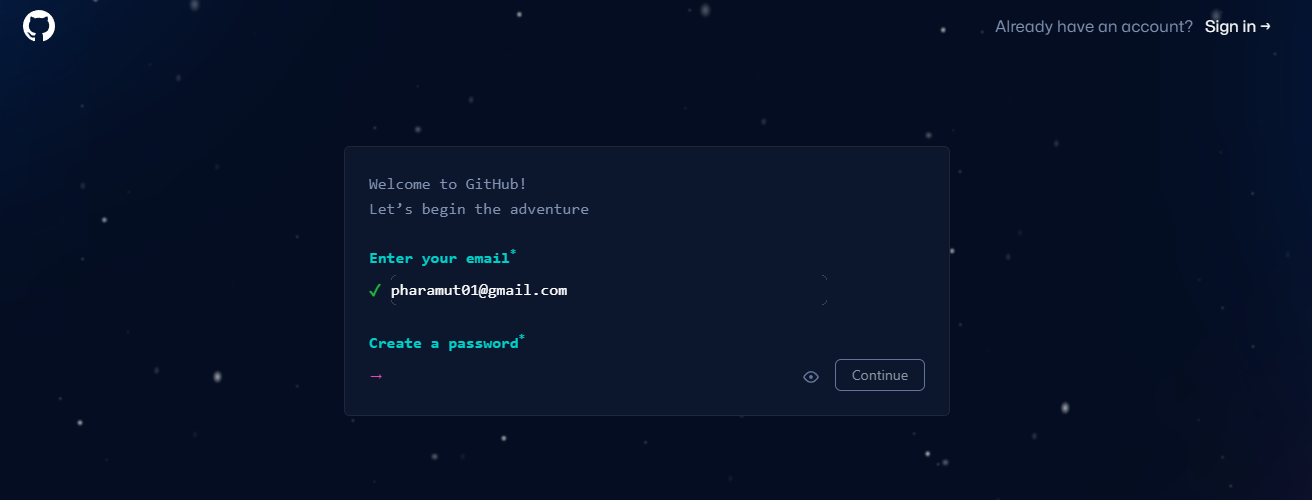 Already have an account? Sign in →
Welcome to GitHub!
Let’s begin the adventure
Enter your email*
✓ pharamut01@gmail.com
Create a password*
→
Continue